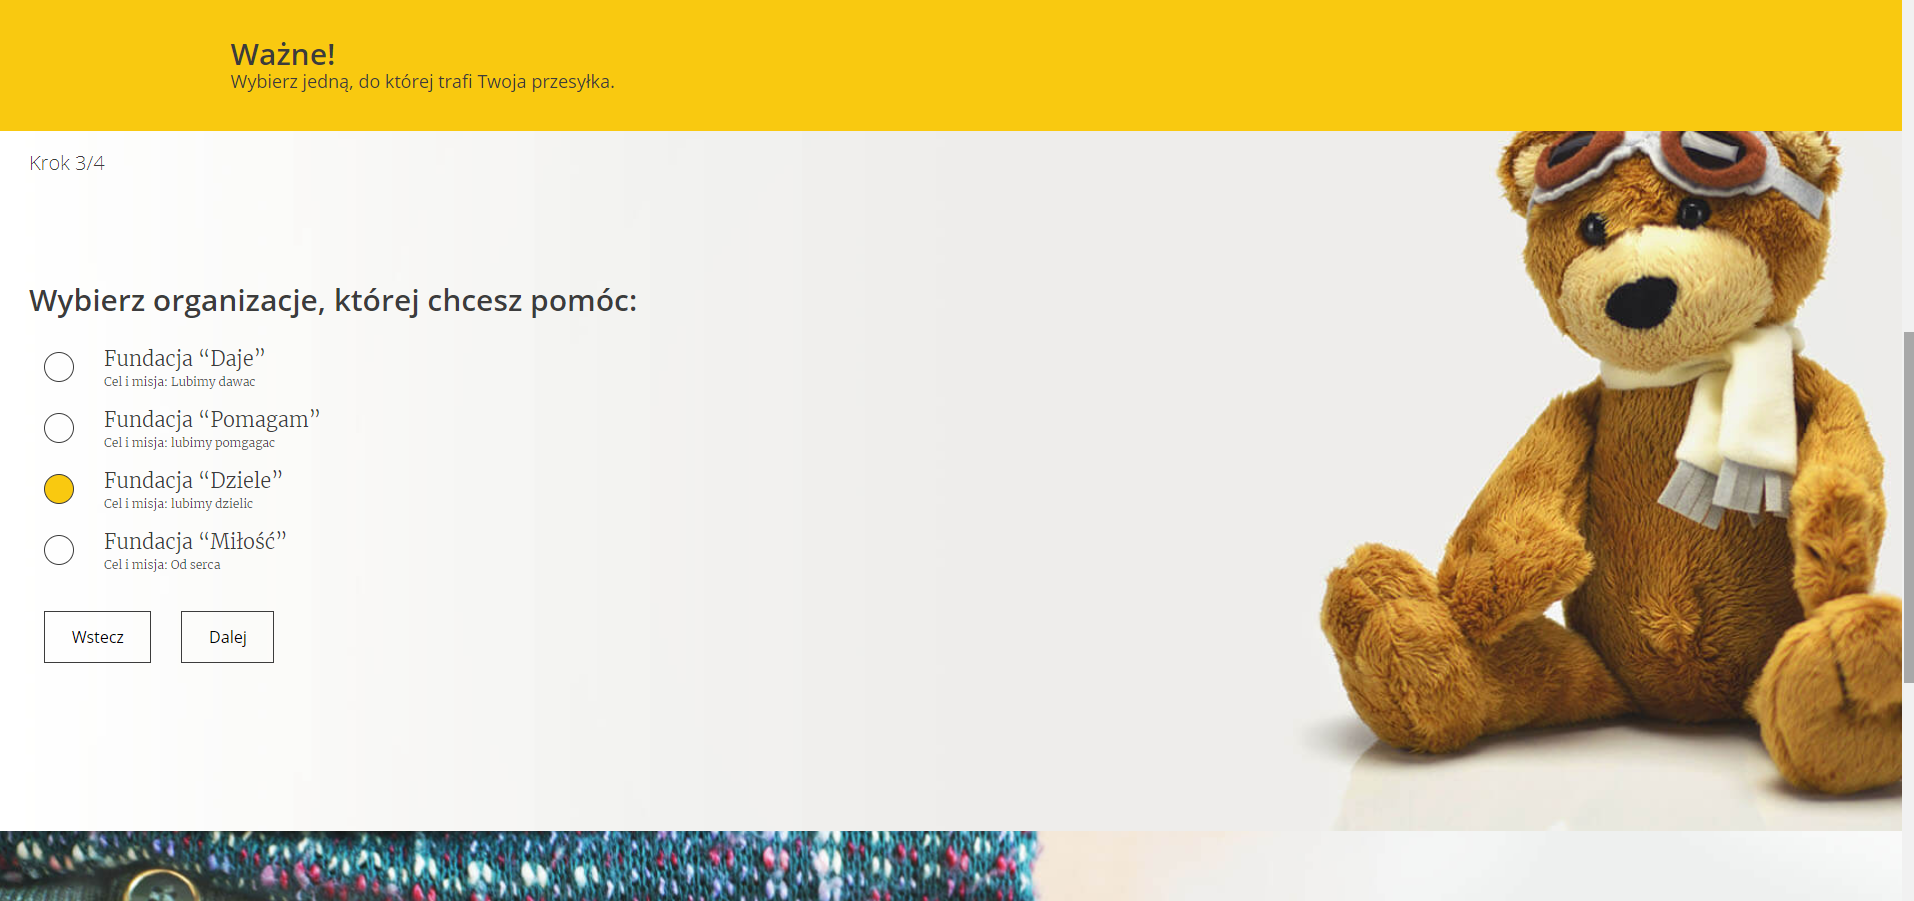 Ważne!
Wybierz jedną, do której trafi Twoja przesyłka.
Krok 3/4
Wybierz organizacje, której chcesz pomóc:
Fundacja “Daje”
Cel i misja: Lubimy dawac
Fundacja “Pomagam”
Cel i misja: lubimy pomgagac
Fundacja “Dziele”
Cel i misja: lubimy dzielic
Fundacja “Miłość”
Cel i misja: Od serca
Wstecz Dalej